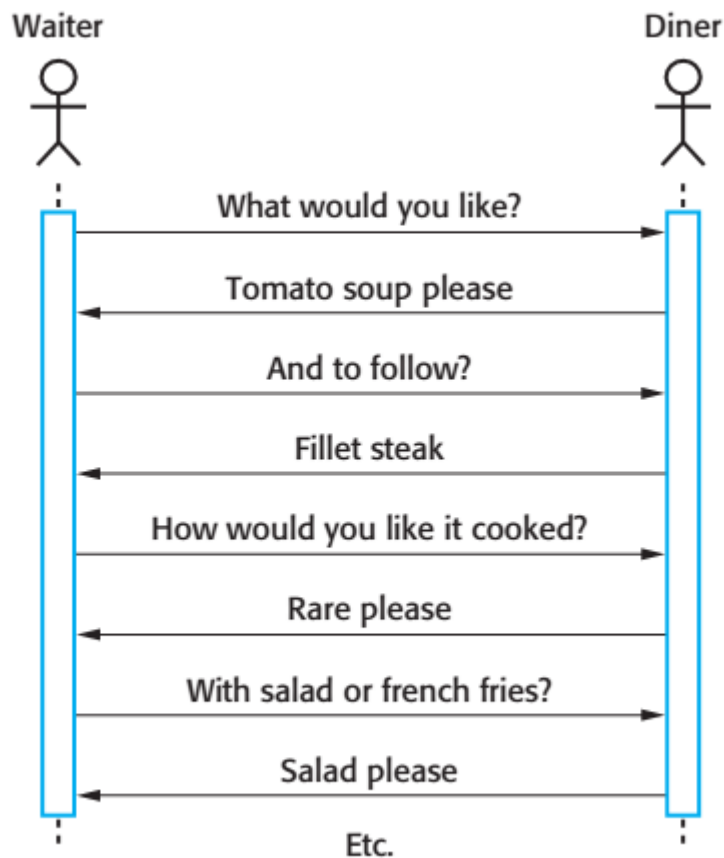 Waiter Diner
What would you like?
Tomato soup please
And to follow?
Fillet steak
How would you like it cooked?
Rare please
With salad or french fries?
Salad please
Etc.